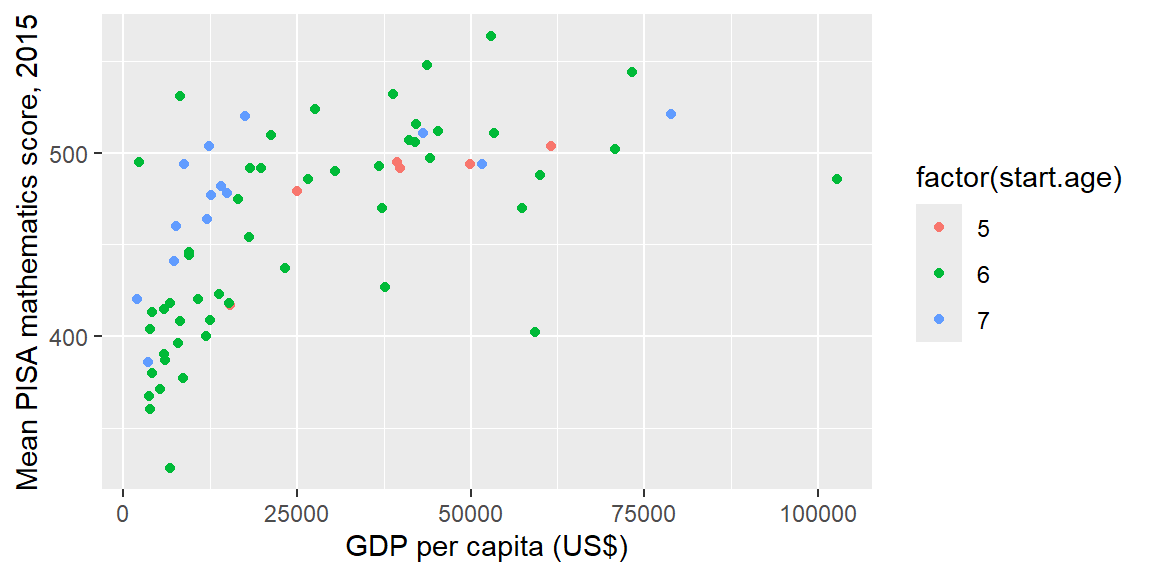 Mean PISA mathematics score, 2015
500
400
0 25000 50000 75000 100000
GDP per capita (US$)
factor(start.age)
5
6
7